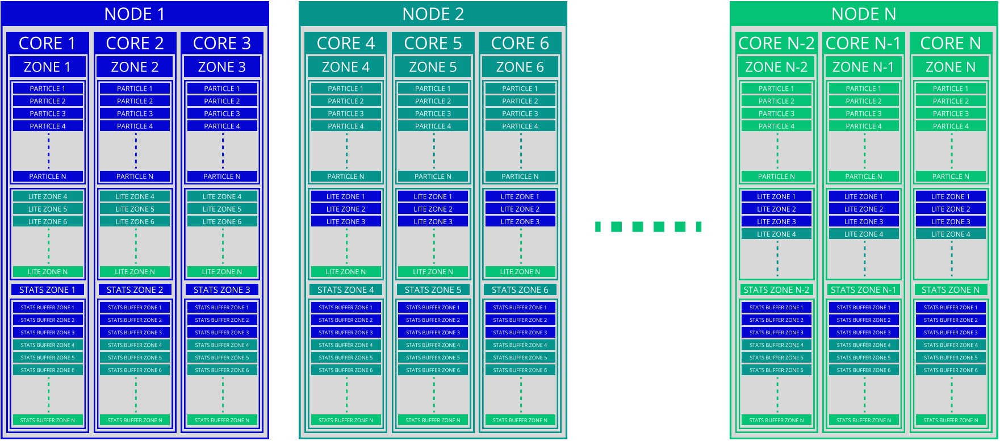 NODE 1
CORE 1
ZONE 1
PARTICLE 1
PARTICLE 2
PARTICLE 3
PARTICLE 4
PARTICLE N
LITE ZONE 4
LITE ZONE 5
LITE ZONE 6
LITE ZONE N
STATS ZONE 1
STATS BUFFER ZONE 1
STATS BUFFER ZONE 2
STATS BUFFER ZONE 3
STATS BUFFER ZONE 4
STATS BUFFER ZONE 5
STATS BUFFER ZONE 6
STATS BUFFER ZONE N
CORE 2
ZONE 2
PARTICLE 1
PARTICLE 2
PARTICLE 3
PARTICLE 4
PARTICLE N
LITE ZONE 4
LITE ZONE 5
LITE ZONE 6
LITE ZONE N
STATS ZONE 2
STATS BUFFER ZONE 1
STATS BUFFER ZONE 2
STATS BUFFER ZONE 3
STATS BUFFER ZONE 4
STATS BUFFER ZONE 5
STATS BUFFER ZONE 6
STATS BUFFER ZONE N
CORE 3
ZONE 3
PARTICLE 1
PARTICLE 2
PARTICLE 3
PARTICLE 4
PARTICLE N
LITE ZONE 4
LITE ZONE 5
LITE ZONE 6
LITE ZONE N
STATS ZONE 3
STATS BUFFER ZONE 1
STATS BUFFER ZONE 2
STATS BUFFER ZONE 3
STATS BUFFER ZONE 4
STATS BUFFER ZONE 5
STATS BUFFER ZONE 6
STATS BUFFER ZONE N
NODE 2
CORE 4
ZONE 4
PARTICLE 1
PARTICLE 2
PARTICLE 3
PARTICLE 4
PARTICLE N
LITE ZONE 1
LITE ZONE 2
LITE ZONE 3
LITE ZONE N
STATS ZONE 4
STATS BUFFER ZONE 1
STATS BUFFER ZONE 2
STATS BUFFER ZONE 3
STATS BUFFER ZONE 4
STATS BUFFER ZONE 5
STATS BUFFER ZONE 6
STATS BUFFER ZONE N
CORE 5
ZONE 5
PARTICLE 1
PARTICLE 2
PARTICLE 3
PARTICLE 4
PARTICLE N
LITE ZONE 1
LITE ZONE 2
LITE ZONE 3
LITE ZONE N
STATS ZONE 5
STATS BUFFER ZONE 1
STATS BUFFER ZONE 2
STATS BUFFER ZONE 3
STATS BUFFER ZONE 4
STATS BUFFER ZONE 5
STATS BUFFER ZONE 6
STATS BUFFER ZONE N
CORE 6
ZONE 6
PARTICLE 1
PARTICLE 2
PARTICLE 3
PARTICLE 4
PARTICLE N
LITE ZONE 1
LITE ZONE 2
LITE ZONE 3
LITE ZONE N
STATS ZONE 6
STATS BUFFER ZONE 1
STATS BUFFER ZONE 2
STATS BUFFER ZONE 3
STATS BUFFER ZONE 4
STATS BUFFER ZONE 5
STATS BUFFER ZONE 6
STATS BUFFER ZONE N
NODE N
CORE N-2
ZONE N-2
PARTICLE 1
PARTICLE 2
PARTICLE 3
PARTICLE 4
PARTICLE N
LITE ZONE 1
LITE ZONE 2
LITE ZONE 3
LITE ZONE 4
STATS ZONE N-2
STATS BUFFER ZONE 1
STATS BUFFER ZONE 2
STATS BUFFER ZONE 3
STATS BUFFER ZONE 4
STATS BUFFER ZONE 5
STATS BUFFER ZONE 6
STATS BUFFER ZONE N
CORE N-1
ZONE N-1
PARTICLE 1
PARTICLE 2
PARTICLE 3
PARTICLE 4
PARTICLE N
LITE ZONE 1
LITE ZONE 2
LITE ZONE 3
LITE ZONE 4
STATS ZONE N-1
STATS BUFFER ZONE 1
STATS BUFFER ZONE 2
STATS BUFFER ZONE 3
STATS BUFFER ZONE 4
STATS BUFFER ZONE 5
STATS BUFFER ZONE 6
STATS BUFFER ZONE N
CORE N
ZONE N
PARTICLE 1
PARTICLE 2
PARTICLE 3
PARTICLE 4
PARTICLE N
LITE ZONE 1
LITE ZONE 2
LITE ZONE 3
LITE ZONE 4
STATS ZONE N
STATS BUFFER ZONE 1
STATS BUFFER ZONE 2
STATS BUFFER ZONE 3
STATS BUFFER ZONE 4
STATS BUFFER ZONE 5
STATS BUFFER ZONE 6
STATS BUFFER ZONE N